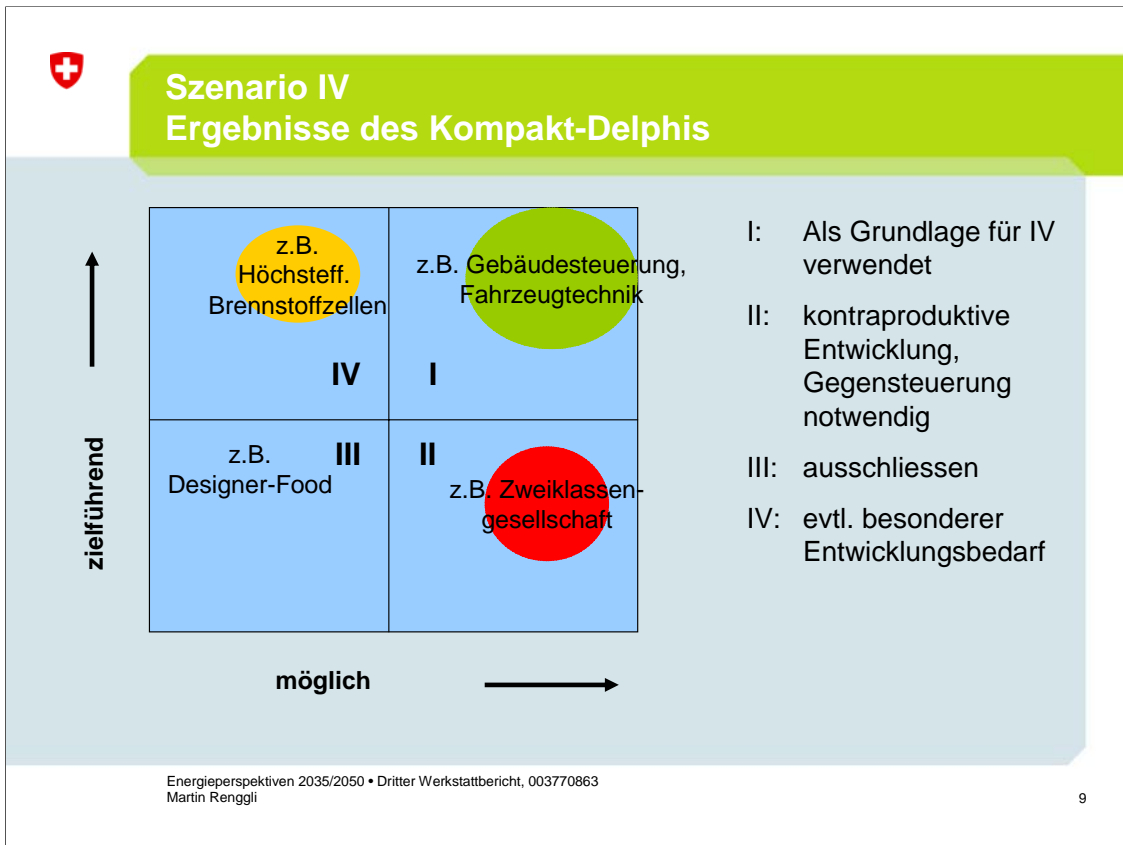 Szenario IV
Ergebnisse des Kompakt-Delphis
z.B.
Höchsteff.
Brennstoffzellen
z.B. Gebäudesteuerung,
Fahrzeugtechnik
IV
I
z.B.
Designer-Food
III
II
z.B. Zweiklassen-
gesellschaft
zielführend
möglich
I: Als Grundlage für IV
verwendet
II: kontraproduktive
Entwicklung,
Gegensteuerung
notwendig
III: ausschliessen
IV: evtl. besonderer
Entwicklungsbedarf
Energieperspektiven 2035/2050 • Dritter Werkstattbericht, 003770863
Martin Renggli
9